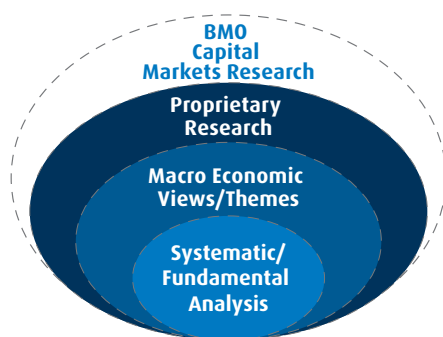 BMO
Capital
Markets Research
Proprietary
Research
Macro Economic
Views/Themes
Systematic/
Fundamental
Analysis